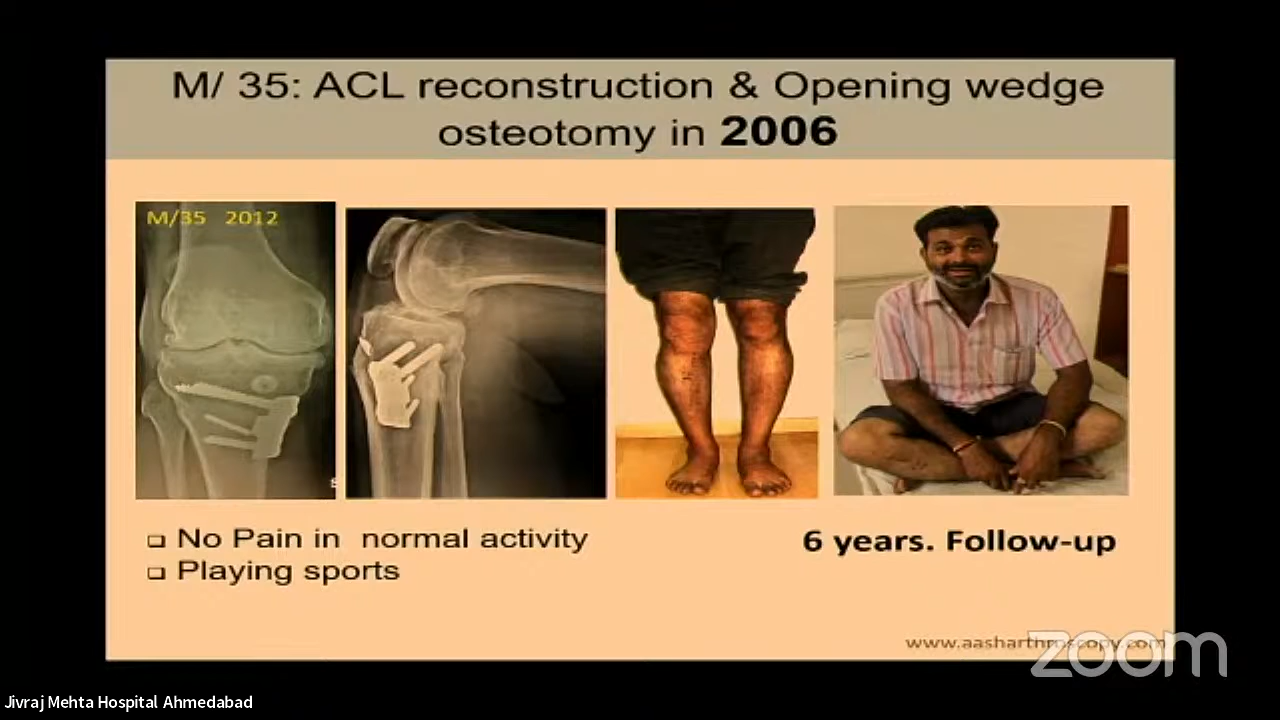 M/ 35: ACL reconstruction & Opening wedge
osteotomy in 2006
M/35 2012
No Pain in normal activity
Playing sports
6 years. Follow-up
www.aasharthroscopy.com
zoom
Jivraj Mehta Hospital Ahmedabad